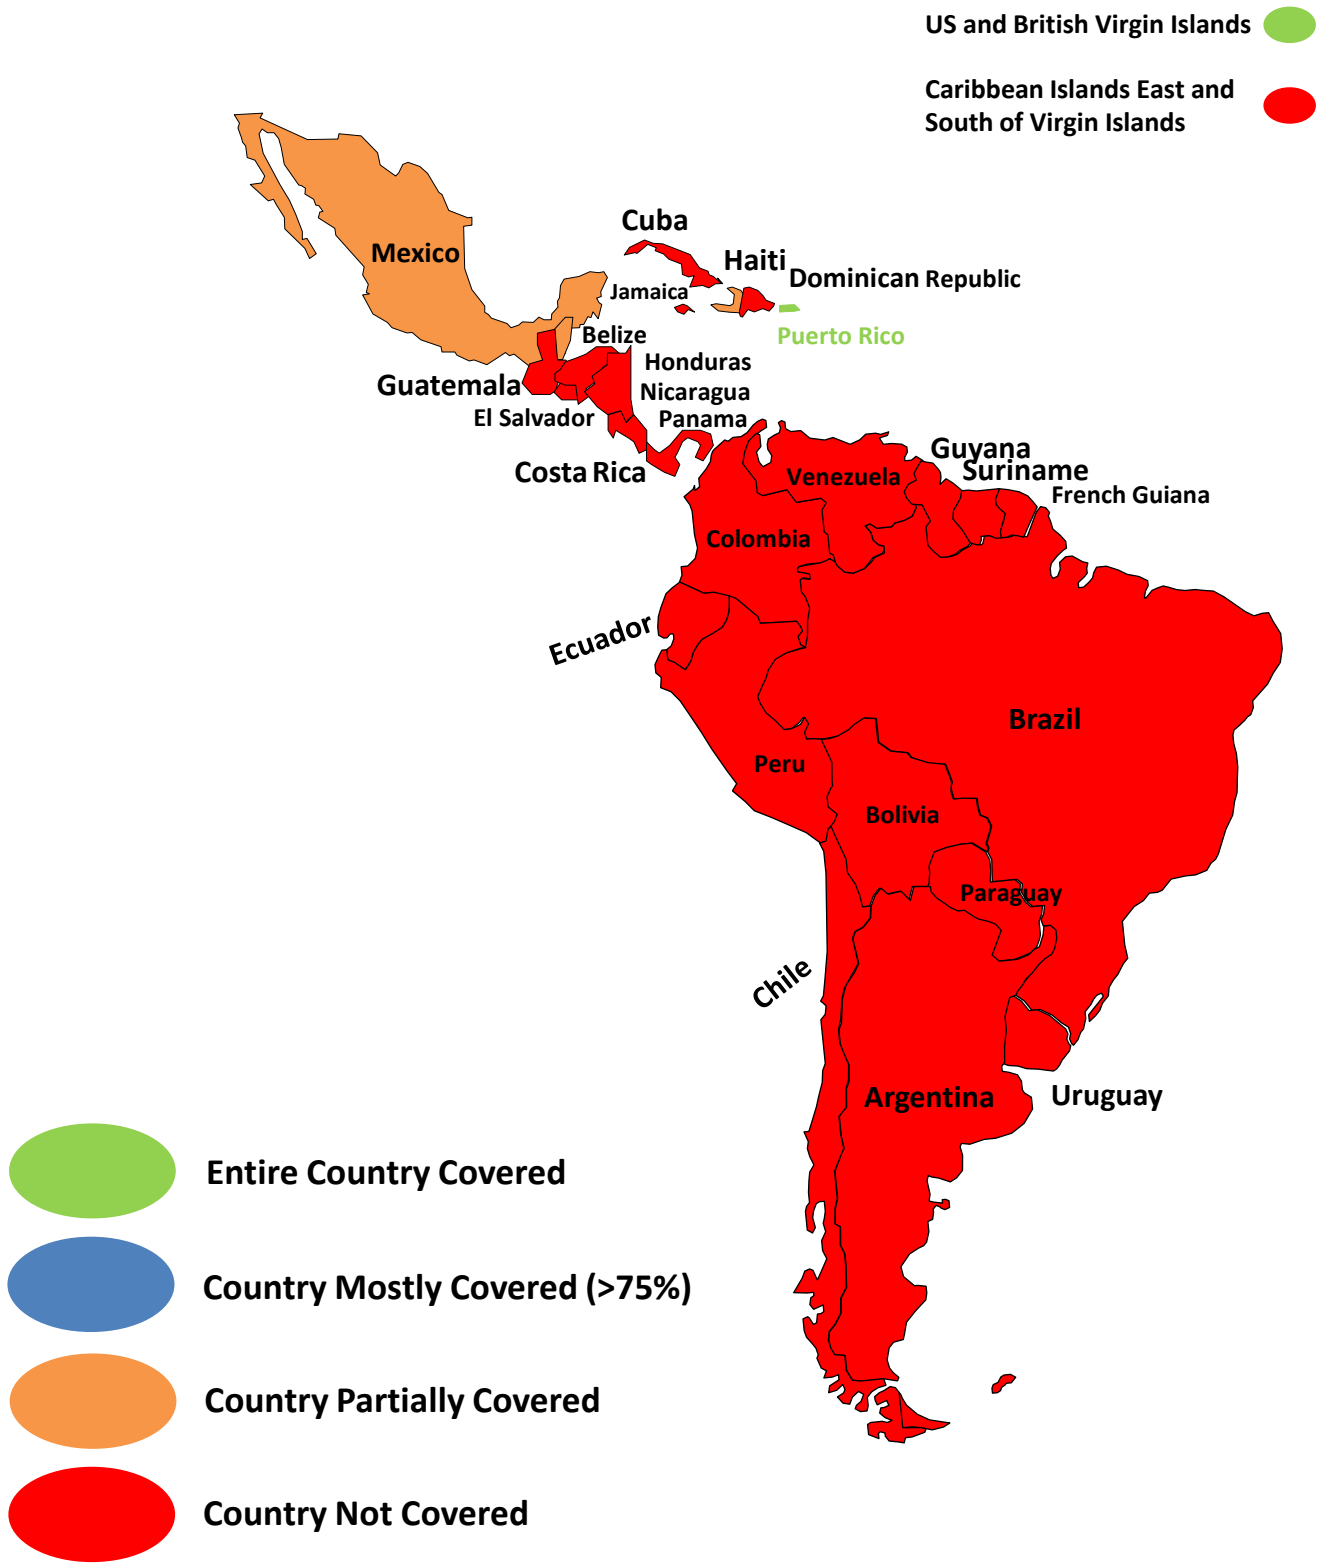 US and British Virgin Islands
Caribbean Islands East and
South of Virgin Islands
Cuba
Mexico
Haiti
Dominican Republic
Jamaica
Belize
Puerto Rico
Honduras
Guatemala
Nicaragua
El Salvador
Panama
Costa Rica
Guyana
Suriname
Venezuela
French Guiana
Colombia
Ecuador
Brazil
Peru
Bolivia
Paraguay
Chile
Argentina
Uruguay
Entire Country Covered
Country Mostly Covered (>75%)
Country Partially Covered
Country Not Covered